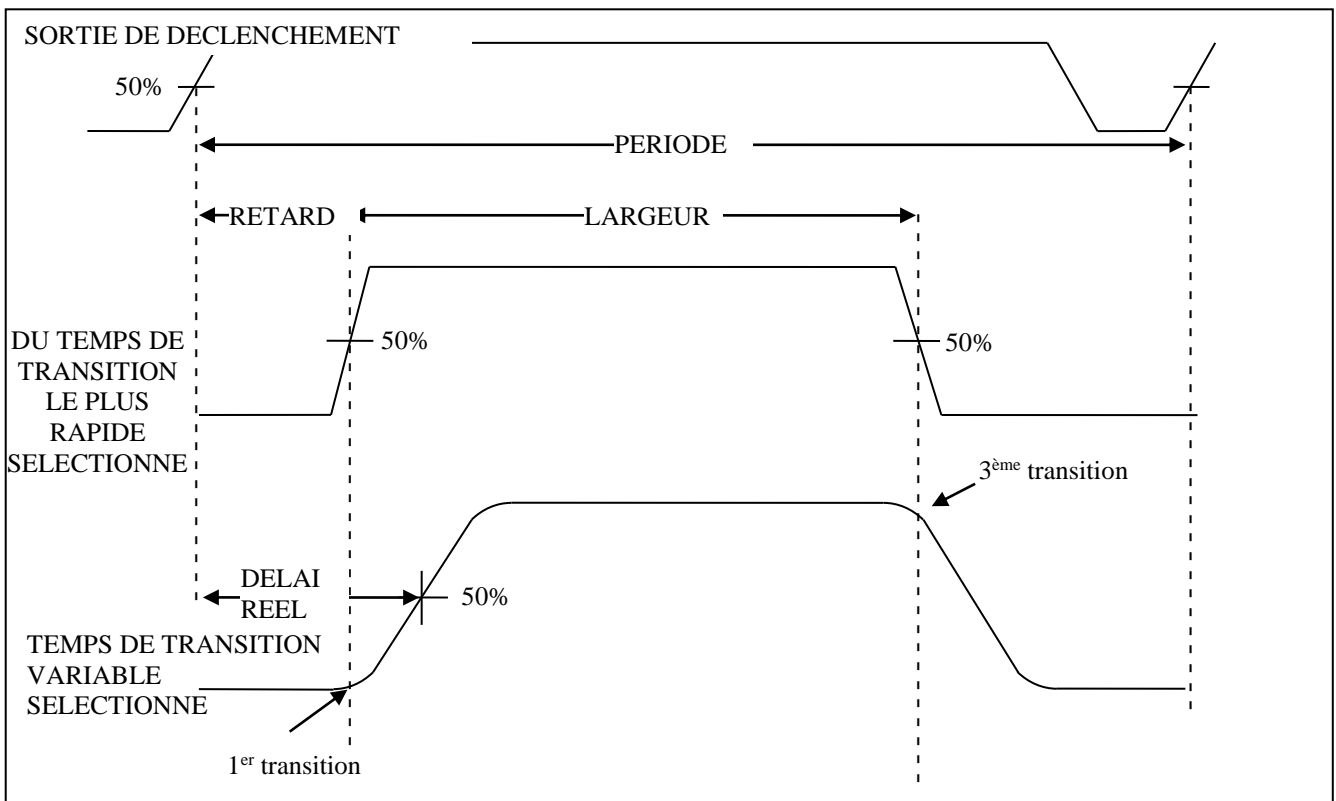 SORTIE DE DECLENCHEMENT
50%
PERIODE
RETARD
LARGEUR
50%
50%
DU TEMPS DE
TRANSITION
LE PLUS
RAPIDE
SELECTIONNE
3ème transition
DELAI
REEL
50%
TEMPS DE TRANSITION
VARIABLE
SELECTIONNE
1er transition